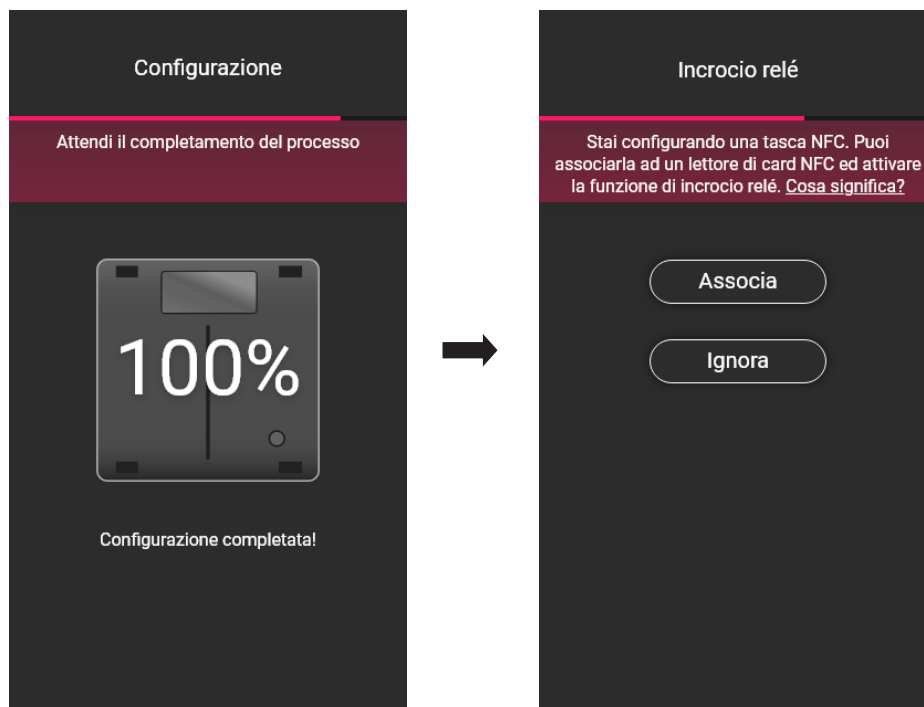 Configurazione
Attendi il completamento del processo
100%
Configurazione completata!
Incrocio relé
Stai configurando una tasca NFC. Puoi
associarla ad un lettore di card NFC ed attivare
la funzione di incrocio relé. Cosa significa?
Associa
Ignora